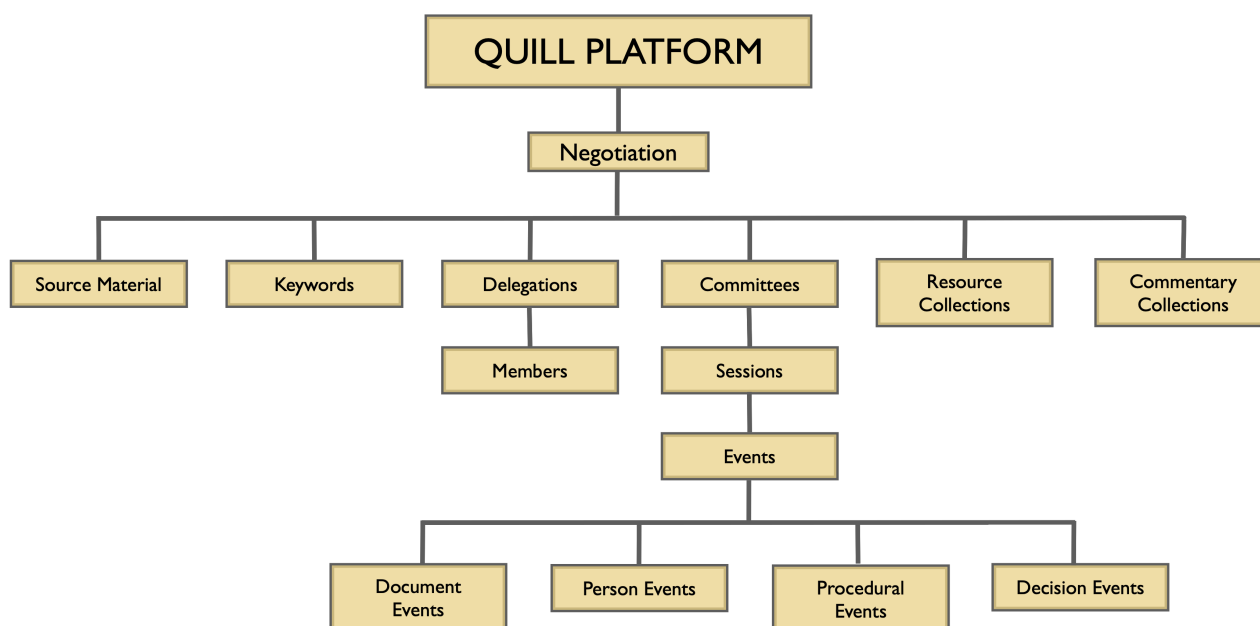 QUILL PLATFORM
Negotiation
Source Material
Keywords
Delegations
Committees
Resource
Collections
Commentary
Collections
Members
Sessions
Events
Document
Events
Person Events
Procedural
Events
Decision Events